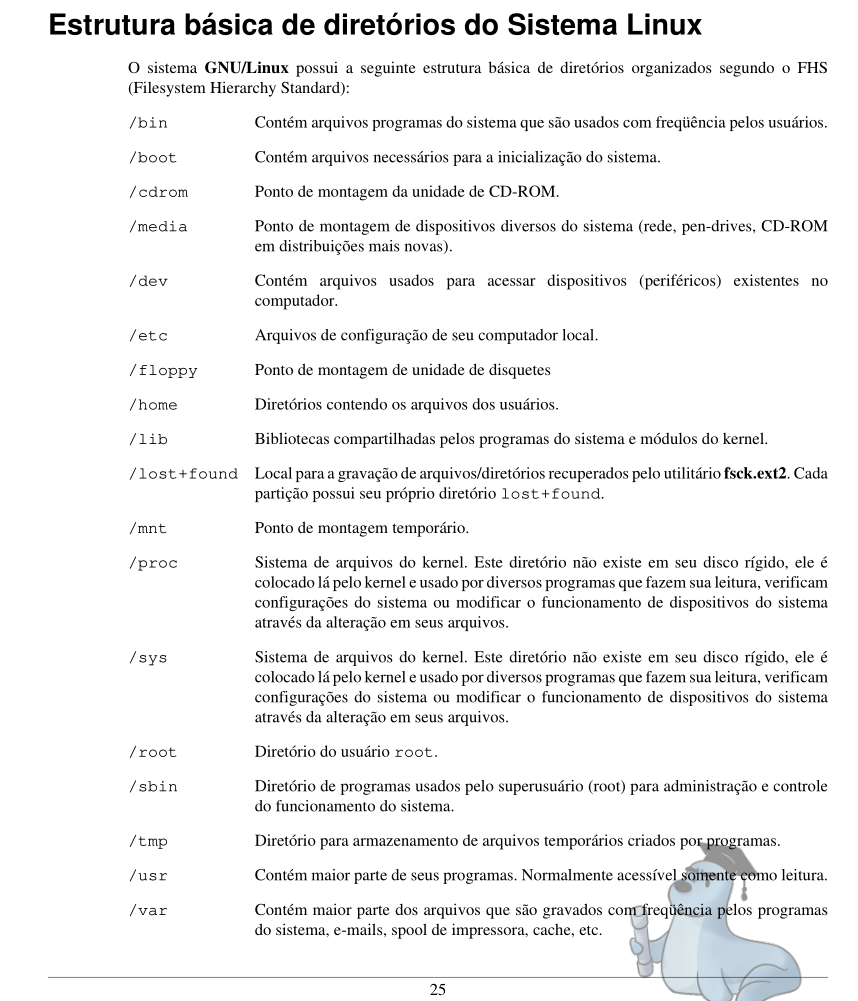 Estrutura básica de diretórios do Sistema Linux
O sistema GNU/Linux possui a seguinte estrutura básica de diretórios organizados segundo o FHS
(Filesystem Hierarchy Standard):
/bin Contém arquivos programas do sistema que são usados com freqüência pelos usuários.
/boot Contém arquivos necessários para a inicialização do sistema.
/cdrom Ponto de montagem da unidade de CD-ROM.
/media Ponto de montagem de dispositivos diversos do sistema (rede, pen-drives, CD-ROM
em distribuições mais novas).
/dev Contém arquivos usados para acessar dispositivos (periféricos) existentes no
computador.
/etc Arquivos de configuração de seu computador local.
/floppy Ponto de montagem de unidade de disquetes
/home Diretórios contendo os arquivos dos usuários.
/lib Bibliotecas compartilhadas pelos programas do sistema e módulos do kernel.
/lost+found Local para a gravação de arquivos/diretórios recuperados pelo utilitário fsck.ext2. Cada
partição possui seu próprio diretório lost+found.
/mnt Ponto de montagem temporário.
/proc Sistema de arquivos do kernel. Este diretório não existe em seu disco rígido, ele é
colocado lá pelo kernel e usado por diversos programas que fazem sua leitura, verificam
configurações do sistema ou modificar o funcionamento de dispositivos do sistema
através da alteração em seus arquivos.
/sys Sistema de arquivos do kernel. Este diretório não existe em seu disco rígido, ele é
colocado lá pelo kernel e usado por diversos programas que fazem sua leitura, verificam
configurações do sistema ou modificar o funcionamento de dispositivos do sistema
através da alteração em seus arquivos.
/root Diretório do usuário root.
/sbin Diretório de programas usados pelo superusuário (root) para administração e controle
do funcionamento do sistema.
/tmp Diretório para armazenamento de arquivos temporários criados por programas.
/usr Contém maior parte de seus programas. Normalmente acessível somente como leitura.
/var Contém maior parte dos arquivos que são gravados com freqüência pelos programas
do sistema, e-mails, spool de impressora, cache, etc.
25